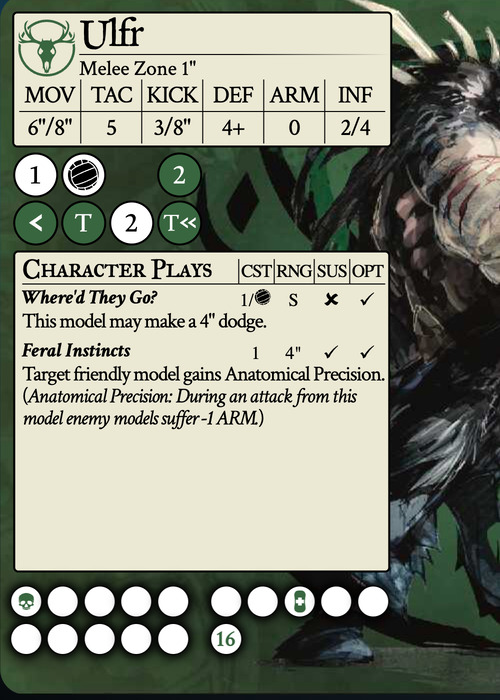 Ulfr
Melee Zone 1"
MOV TAC KICK DEF ARM INF
6"/8" 5 3/8" 4+ 0 2/4
1 2
< T 2 T<<
CHARACTER PLAYS CST RNG SUS OPT
Where'd They Go? 1/ S ✘ ✓
This model may make a 4" dodge.
Feral Instincts 1 4" ✓ ✓
Target friendly model gains Anatomical Precision.
(Anatomical Precision: During an attack from this
model enemy models suffer -1 ARM.)
16